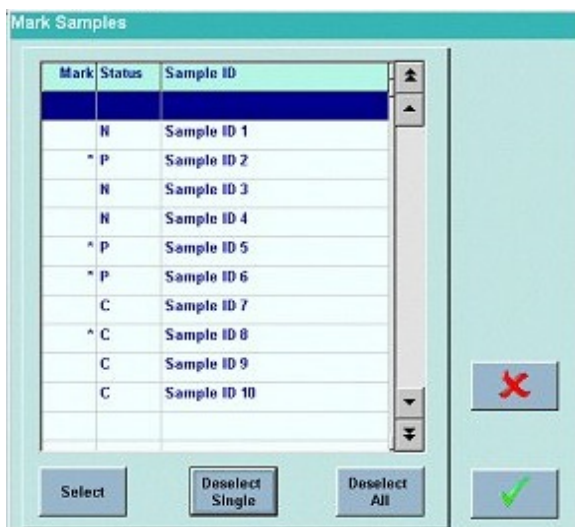 Mark Samples
Mark Status Sample ID
N Sample ID 1
* P Sample ID 2
N Sample ID 3
N Sample ID 4
* P Sample ID 5
* P Sample ID 6
C Sample ID 7
* C Sample ID 8
C Sample ID 9
C Sample ID 10
Select
Deselect
Single
Deselect
All